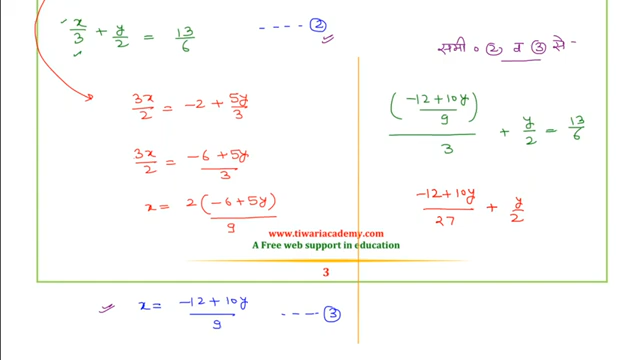 x/3 + y/2 = 13/6 ---- ②
3x/2 = -2 + 5y/3
3x/2 = (-6 + 5y)/3
x = 2(-6 + 5y)/9
x = (-12 + 10y)/9 ---- ③
समी० ② व ③ से -
((-12 + 10y)/9)/3 + y/2 = 13/6
(-12 + 10y)/27 + y/2
www.tiwariacademy.com
A Free web support in education
3